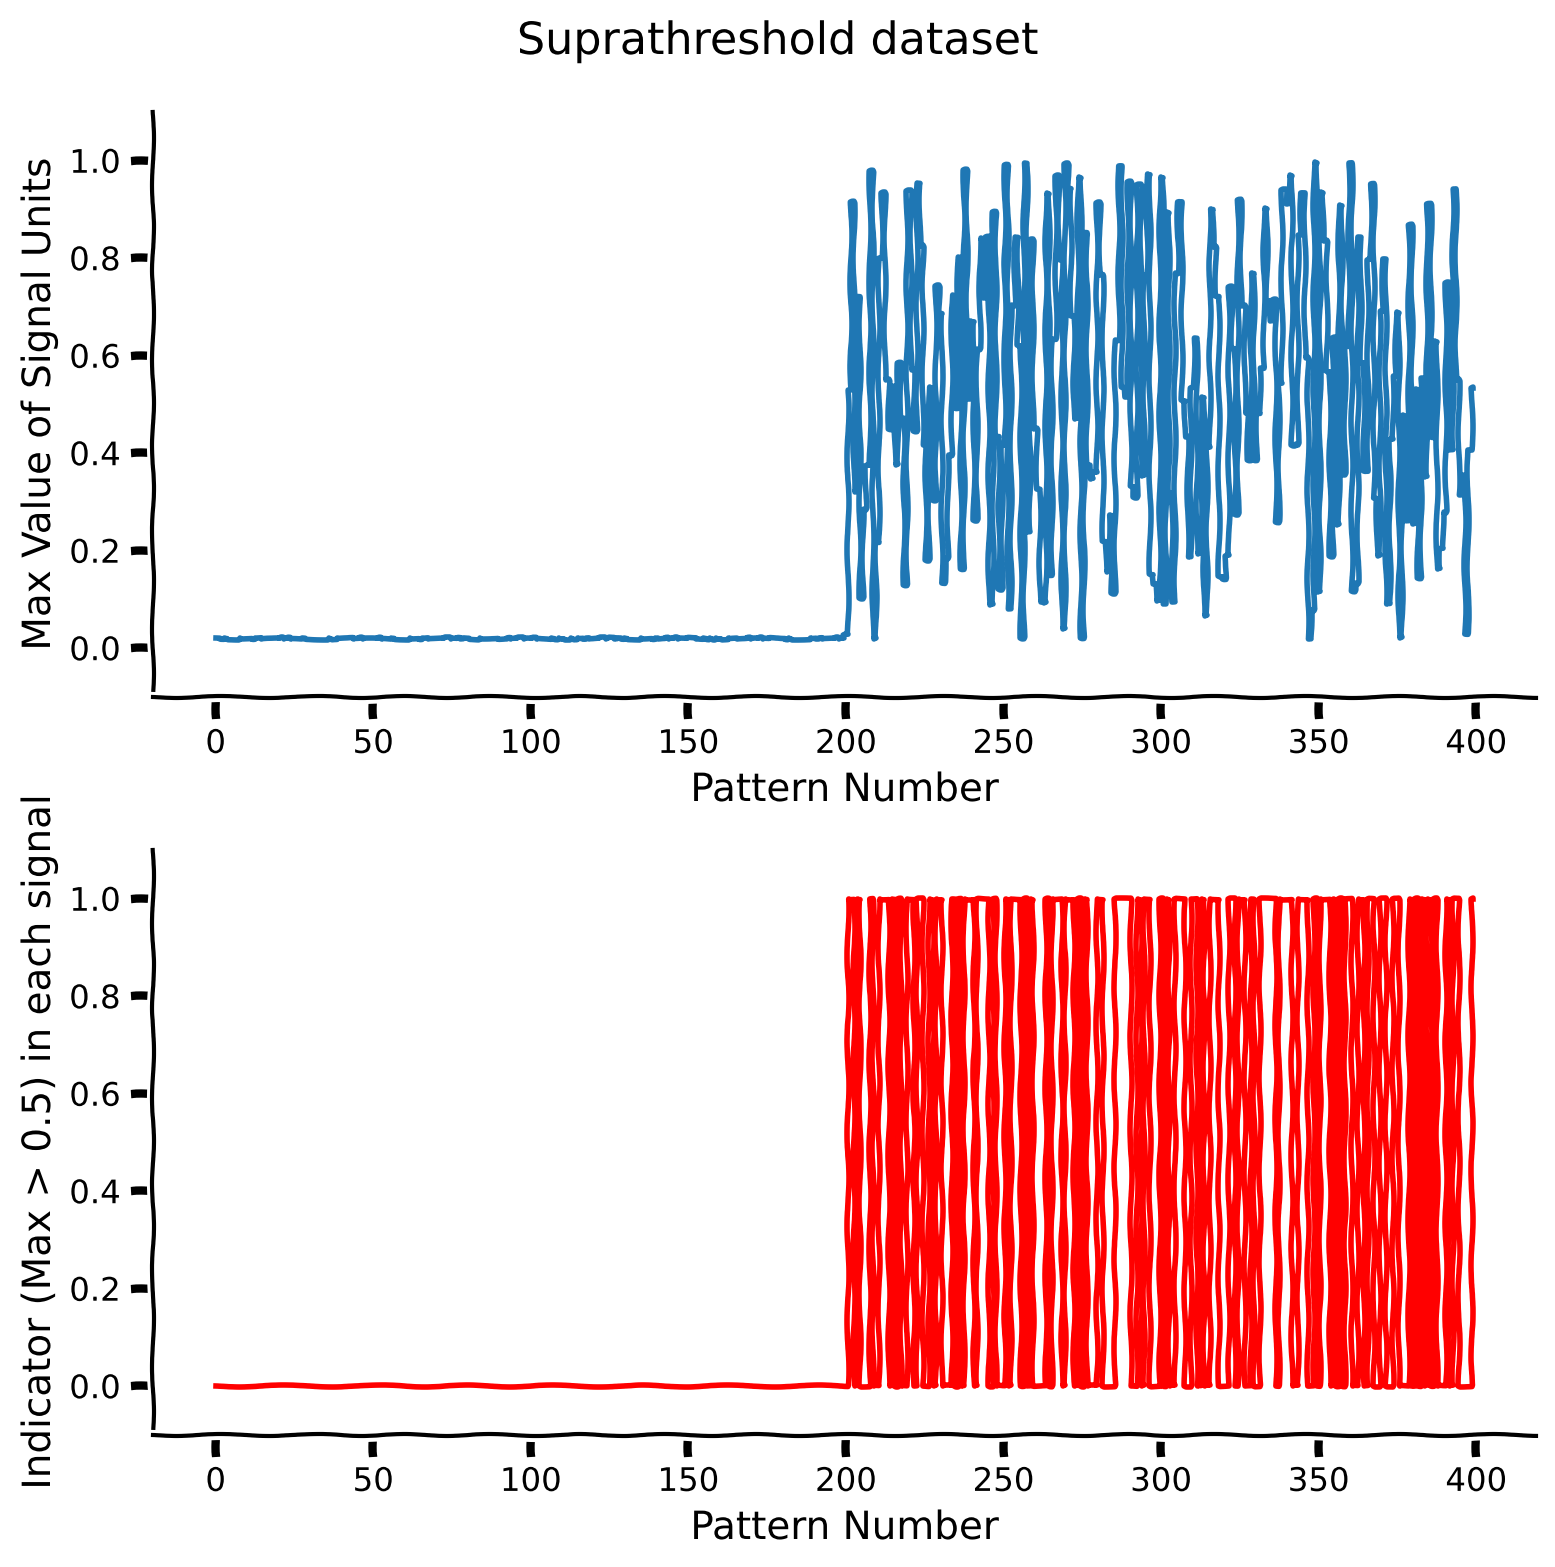 Suprathreshold dataset
Max Value of Signal Units
1.0
0.8
0.6
0.4
0.2
0.0
0 50 100 150 200 250 300 350 400
Pattern Number
Indicator (Max > 0.5) in each signal
1.0
0.8
0.6
0.4
0.2
0.0
0 50 100 150 200 250 300 350 400
Pattern Number